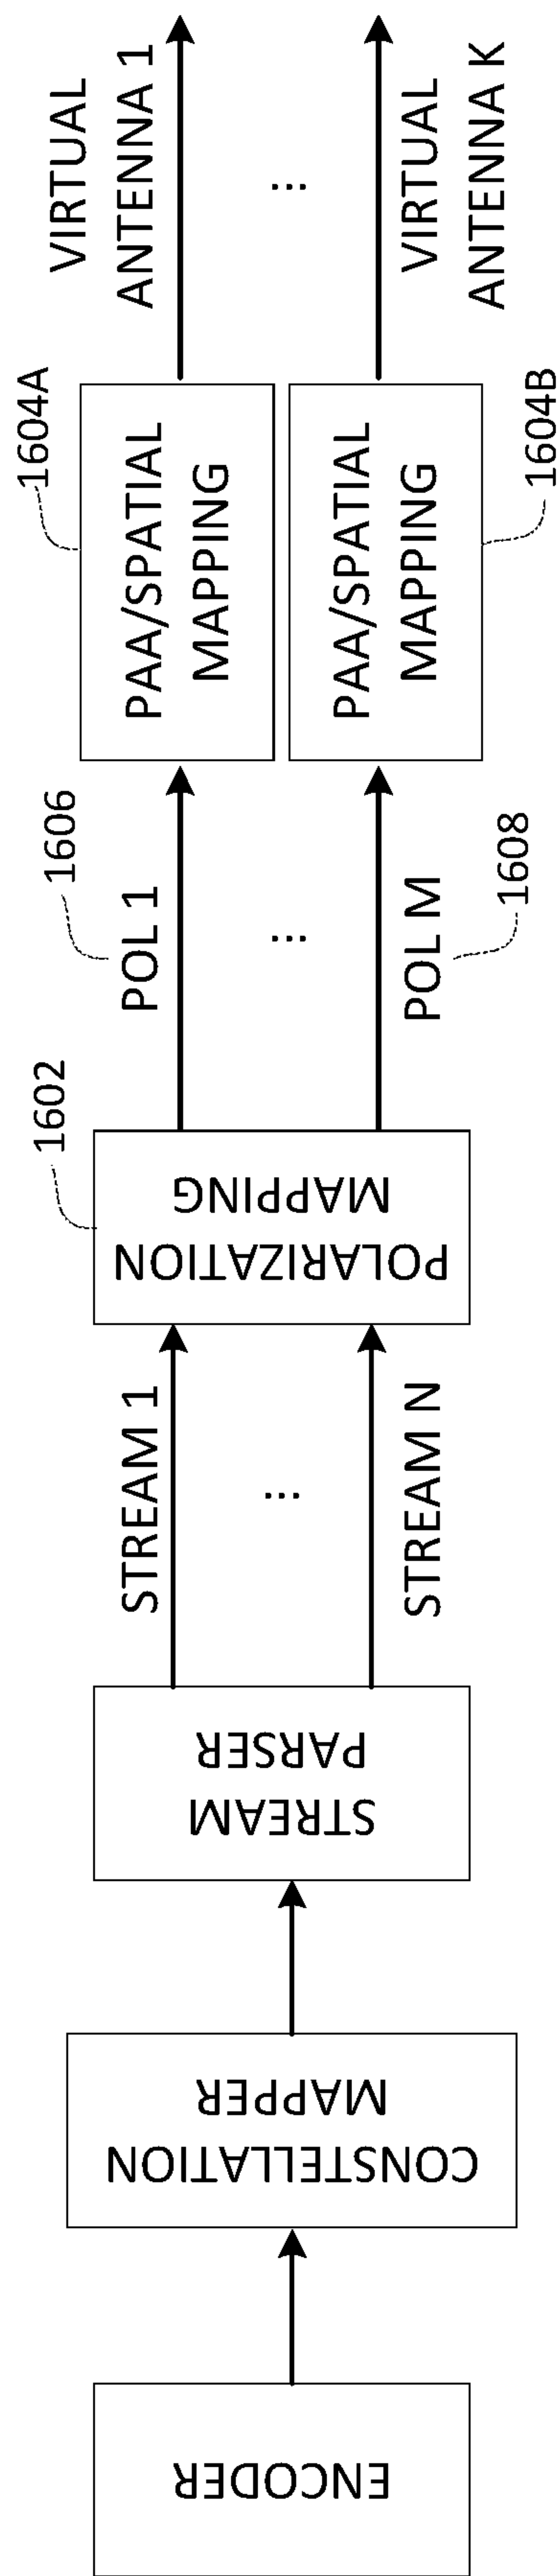 ENCODER
CONSTELLATION
MAPPER
STREAM
PARSER
STREAM 1
...
STREAM N
POLARIZATION
MAPPING
1602
POL 1
1606
...
POL M
1608
PAA/SPATIAL
MAPPING
1604A
PAA/SPATIAL
MAPPING
1604B
VIRTUAL
ANTENNA 1
...
VIRTUAL
ANTENNA K